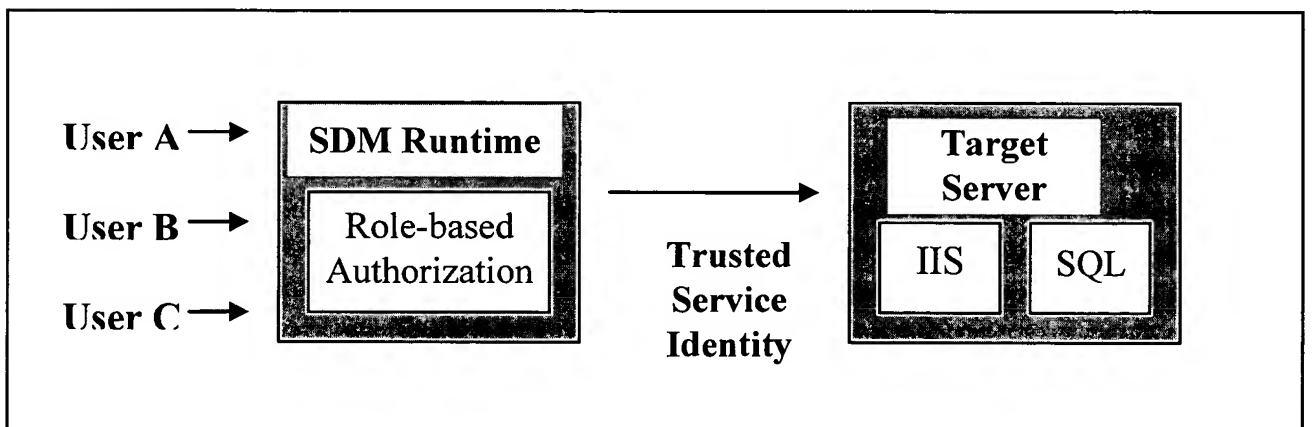 User A
User B
User C
SDM Runtime
Role-based
Authorization
Trusted
Service
Identity
Target
Server
IIS
SQL